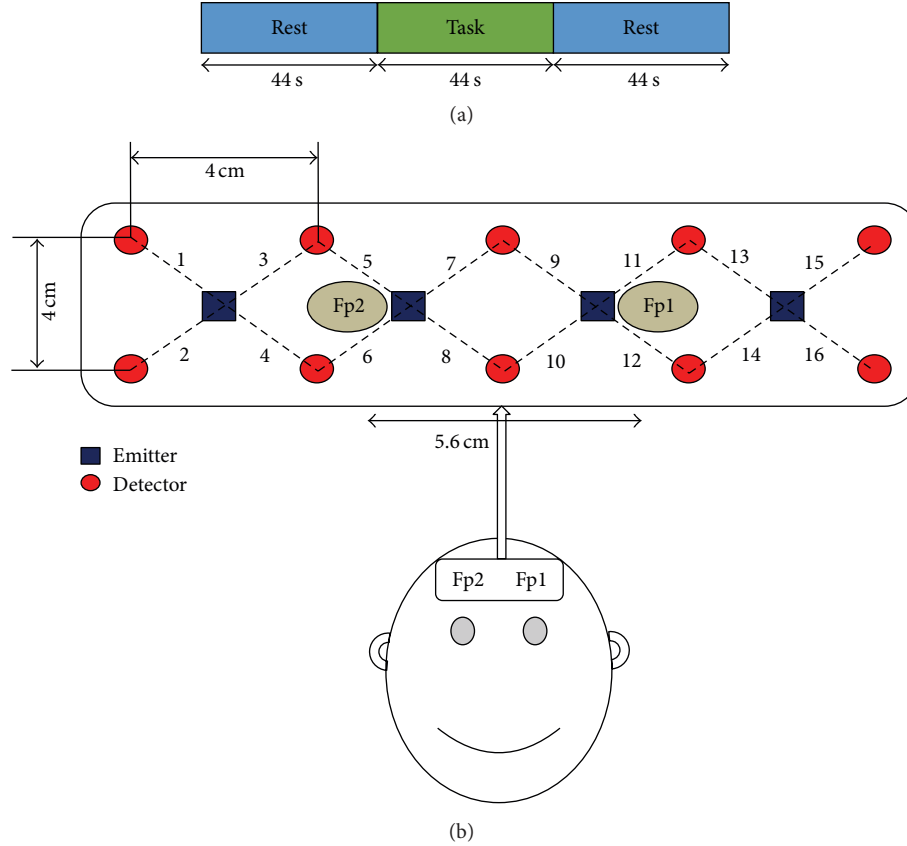 Rest Task Rest
44 s 44 s 44 s
(a)
4 cm
4 cm
1 3 5 7 9 11 13 15
Fp2 Fp1
2 4 6 8 10 12 14 16
5.6 cm
Emitter
Detector
Fp2 Fp1
(b)